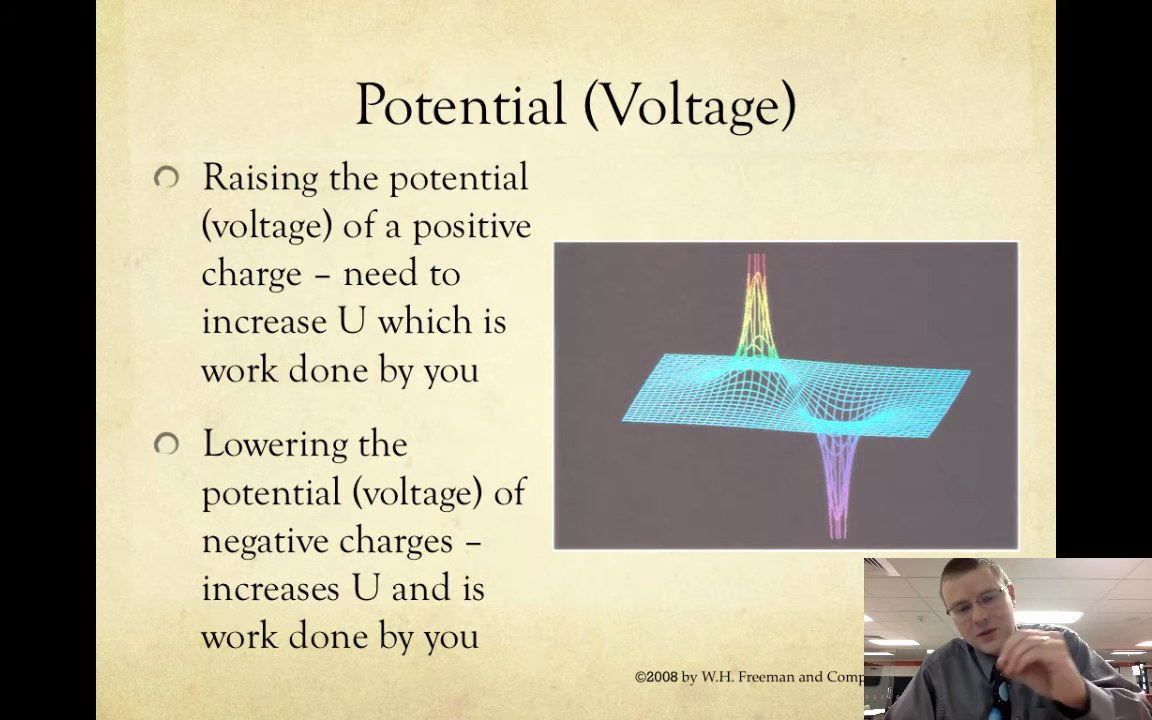 Potential (Voltage)
Raising the potential
(voltage) of a positive
charge – need to
increase U which is
work done by you
Lowering the
potential (voltage) of
negative charges –
increases U and is
work done by you
©2008 by W.H. Freeman and Comp